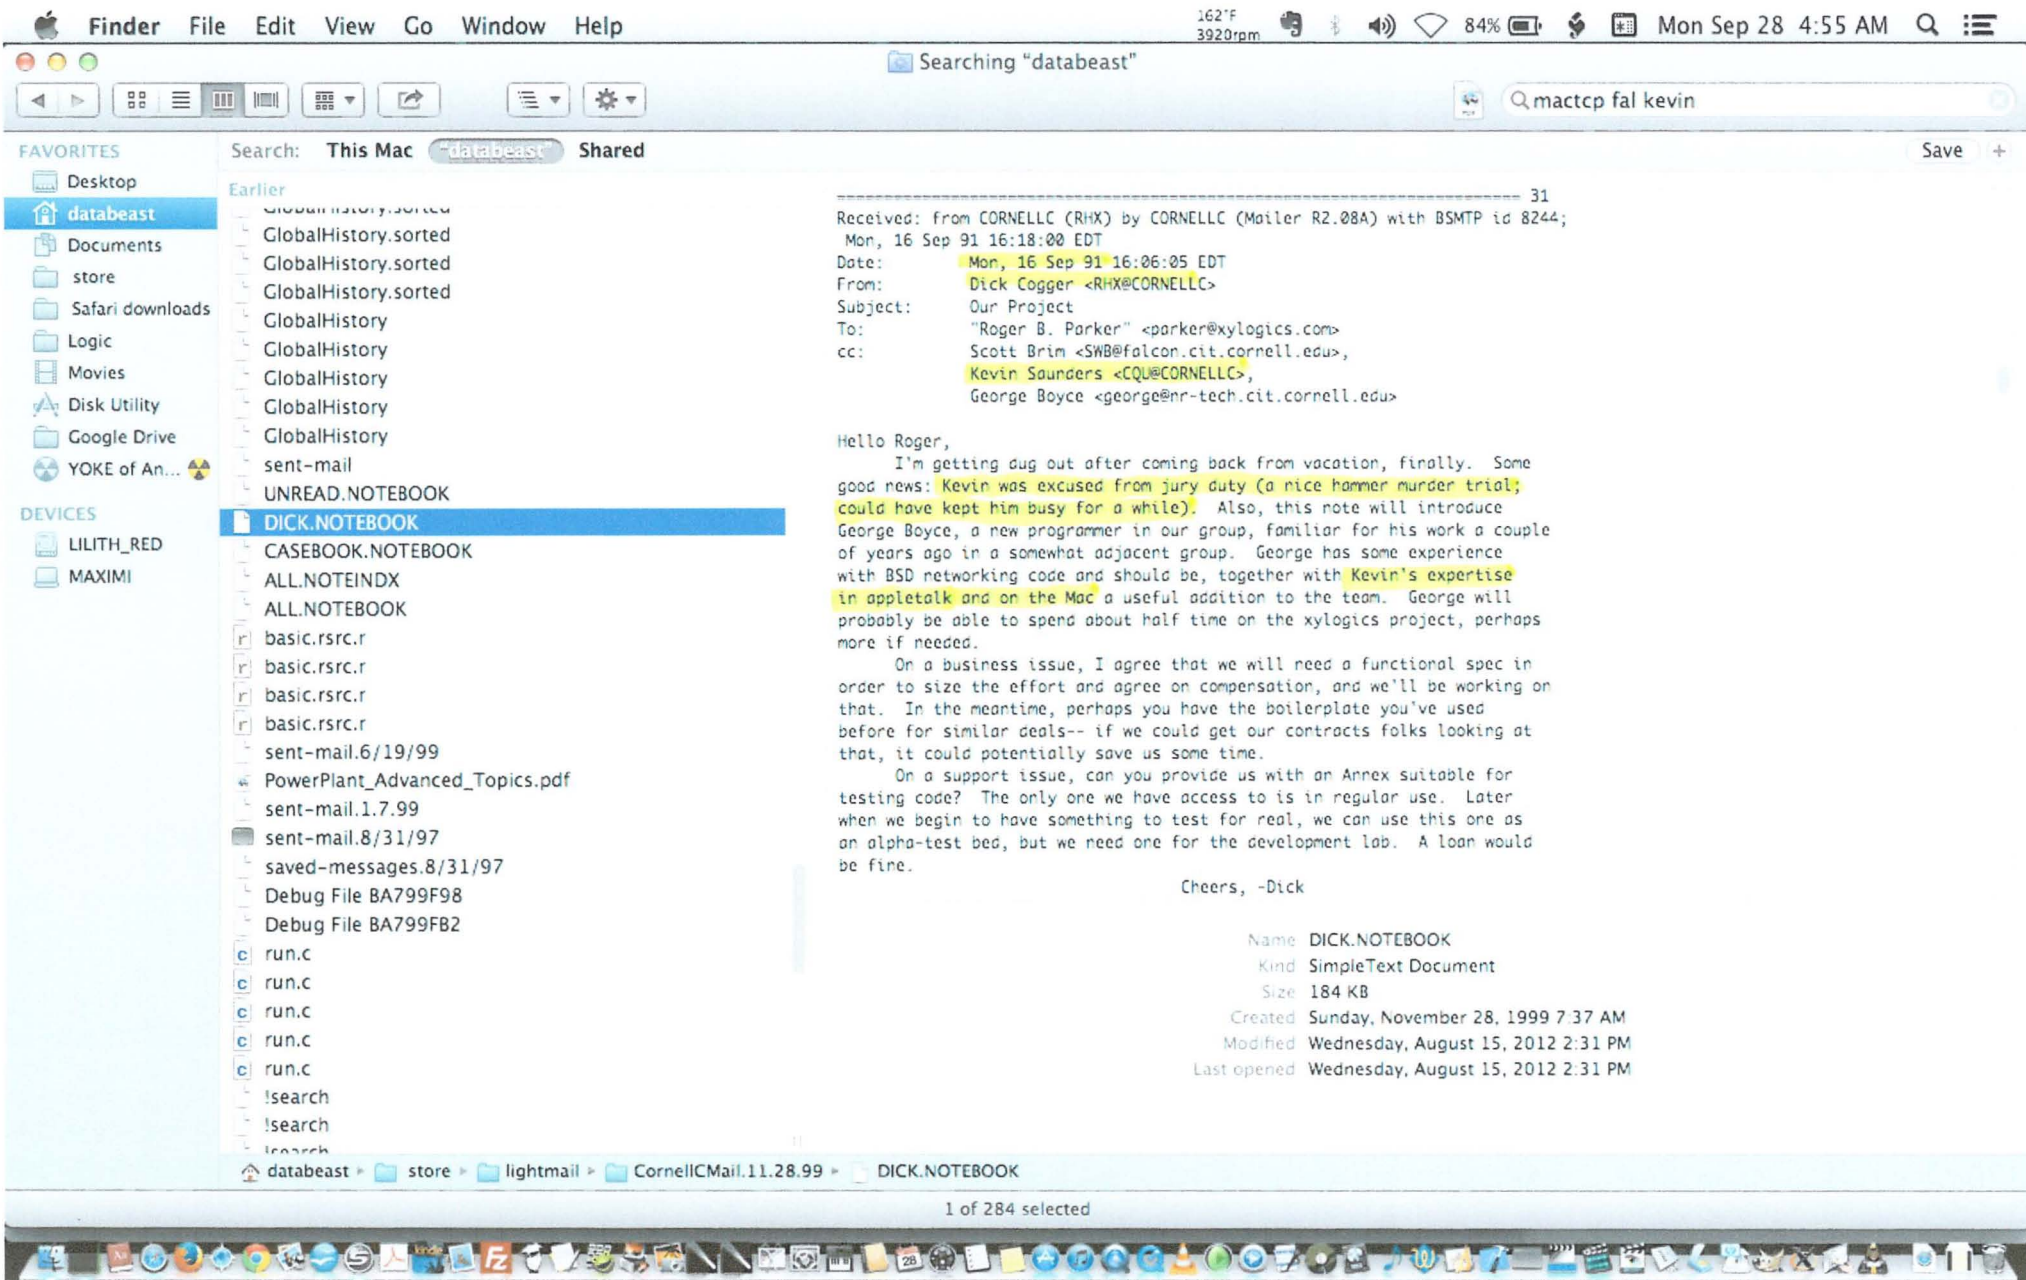 Finder File Edit View Go Window Help 162°F 3920rpm 84% Mon Sep 28 4:55 AM
Searching “databeast”
mactcp fal kevin
FAVORITES
Desktop
databeast
Documents
store
Safari downloads
Logic
Movies
Disk Utility
Google Drive
YOKE of An...
DEVICES
LILITH_RED
MAXIMI
Search: This Mac “databeast” Shared Save +
Earlier
GlobalHistory.sorted
GlobalHistory.sorted
GlobalHistory.sorted
GlobalHistory.sorted
GlobalHistory
GlobalHistory
GlobalHistory
GlobalHistory
GlobalHistory
sent-mail
UNREAD.NOTEBOOK
DICK.NOTEBOOK
CASEBOOK.NOTEBOOK
ALL.NOTEINDX
ALL.NOTEBOOK
basic.rsrc.r
basic.rsrc.r
basic.rsrc.r
basic.rsrc.r
sent-mail.6/19/99
PowerPlant_Advanced_Topics.pdf
sent-mail.1.7.99
sent-mail.8/31/97
saved-messages.8/31/97
Debug File BA799F98
Debug File BA799FB2
run.c
run.c
run.c
run.c
run.c
!search
!search
!search
31
Received: from CORNELLC (RHX) by CORNELLC (Mailer R2.08A) with BSMTP id 8244;
Mon, 16 Sep 91 16:18:00 EDT
Date: Mon, 16 Sep 91 16:06:05 EDT
From: Dick Cogger <RHX@CORNELLC>
Subject: Our Project
To: "Roger B. Parker" <parker@xylogics.com>
cc: Scott Brim <SWB@falcon.cit.cornell.edu>,
Kevin Saunders <CQU@CORNELLC>,
George Boyce <george@nr-tech.cit.cornell.edu>
Hello Roger,
I'm getting dug out after coming back from vacation, finally. Some
good news: Kevin was excused from jury duty (a nice hammer murder trial;
could have kept him busy for a while). Also, this note will introduce
George Boyce, a new programmer in our group, familiar for his work a couple
of years ago in a somewhat adjacent group. George has some experience
with BSD networking code and should be, together with Kevin's expertise
in appletalk and on the Mac a useful addition to the team. George will
probably be able to spend about half time on the xylogics project, perhaps
more if needed.
On a business issue, I agree that we will need a functional spec in
order to size the effort and agree on compensation, and we'll be working on
that. In the meantime, perhaps you have the boilerplate you've used
before for similar deals-- if we could get our contracts folks looking at
that, it could potentially save us some time.
On a support issue, can you provide us with an Annex suitable for
testing code? The only one we have access to is in regular use. Later
when we begin to have something to test for real, we can use this one as
an alpha-test bed, but we need one for the development lab. A loan would
be fine.
Cheers, -Dick
Name DICK.NOTEBOOK
Kind SimpleText Document
Size 184 KB
Created Sunday, November 28, 1999 7:37 AM
Modified Wednesday, August 15, 2012 2:31 PM
Last opened Wednesday, August 15, 2012 2:31 PM
databeast store lightmail CornellCMail.11.28.99 DICK.NOTEBOOK
1 of 284 selected